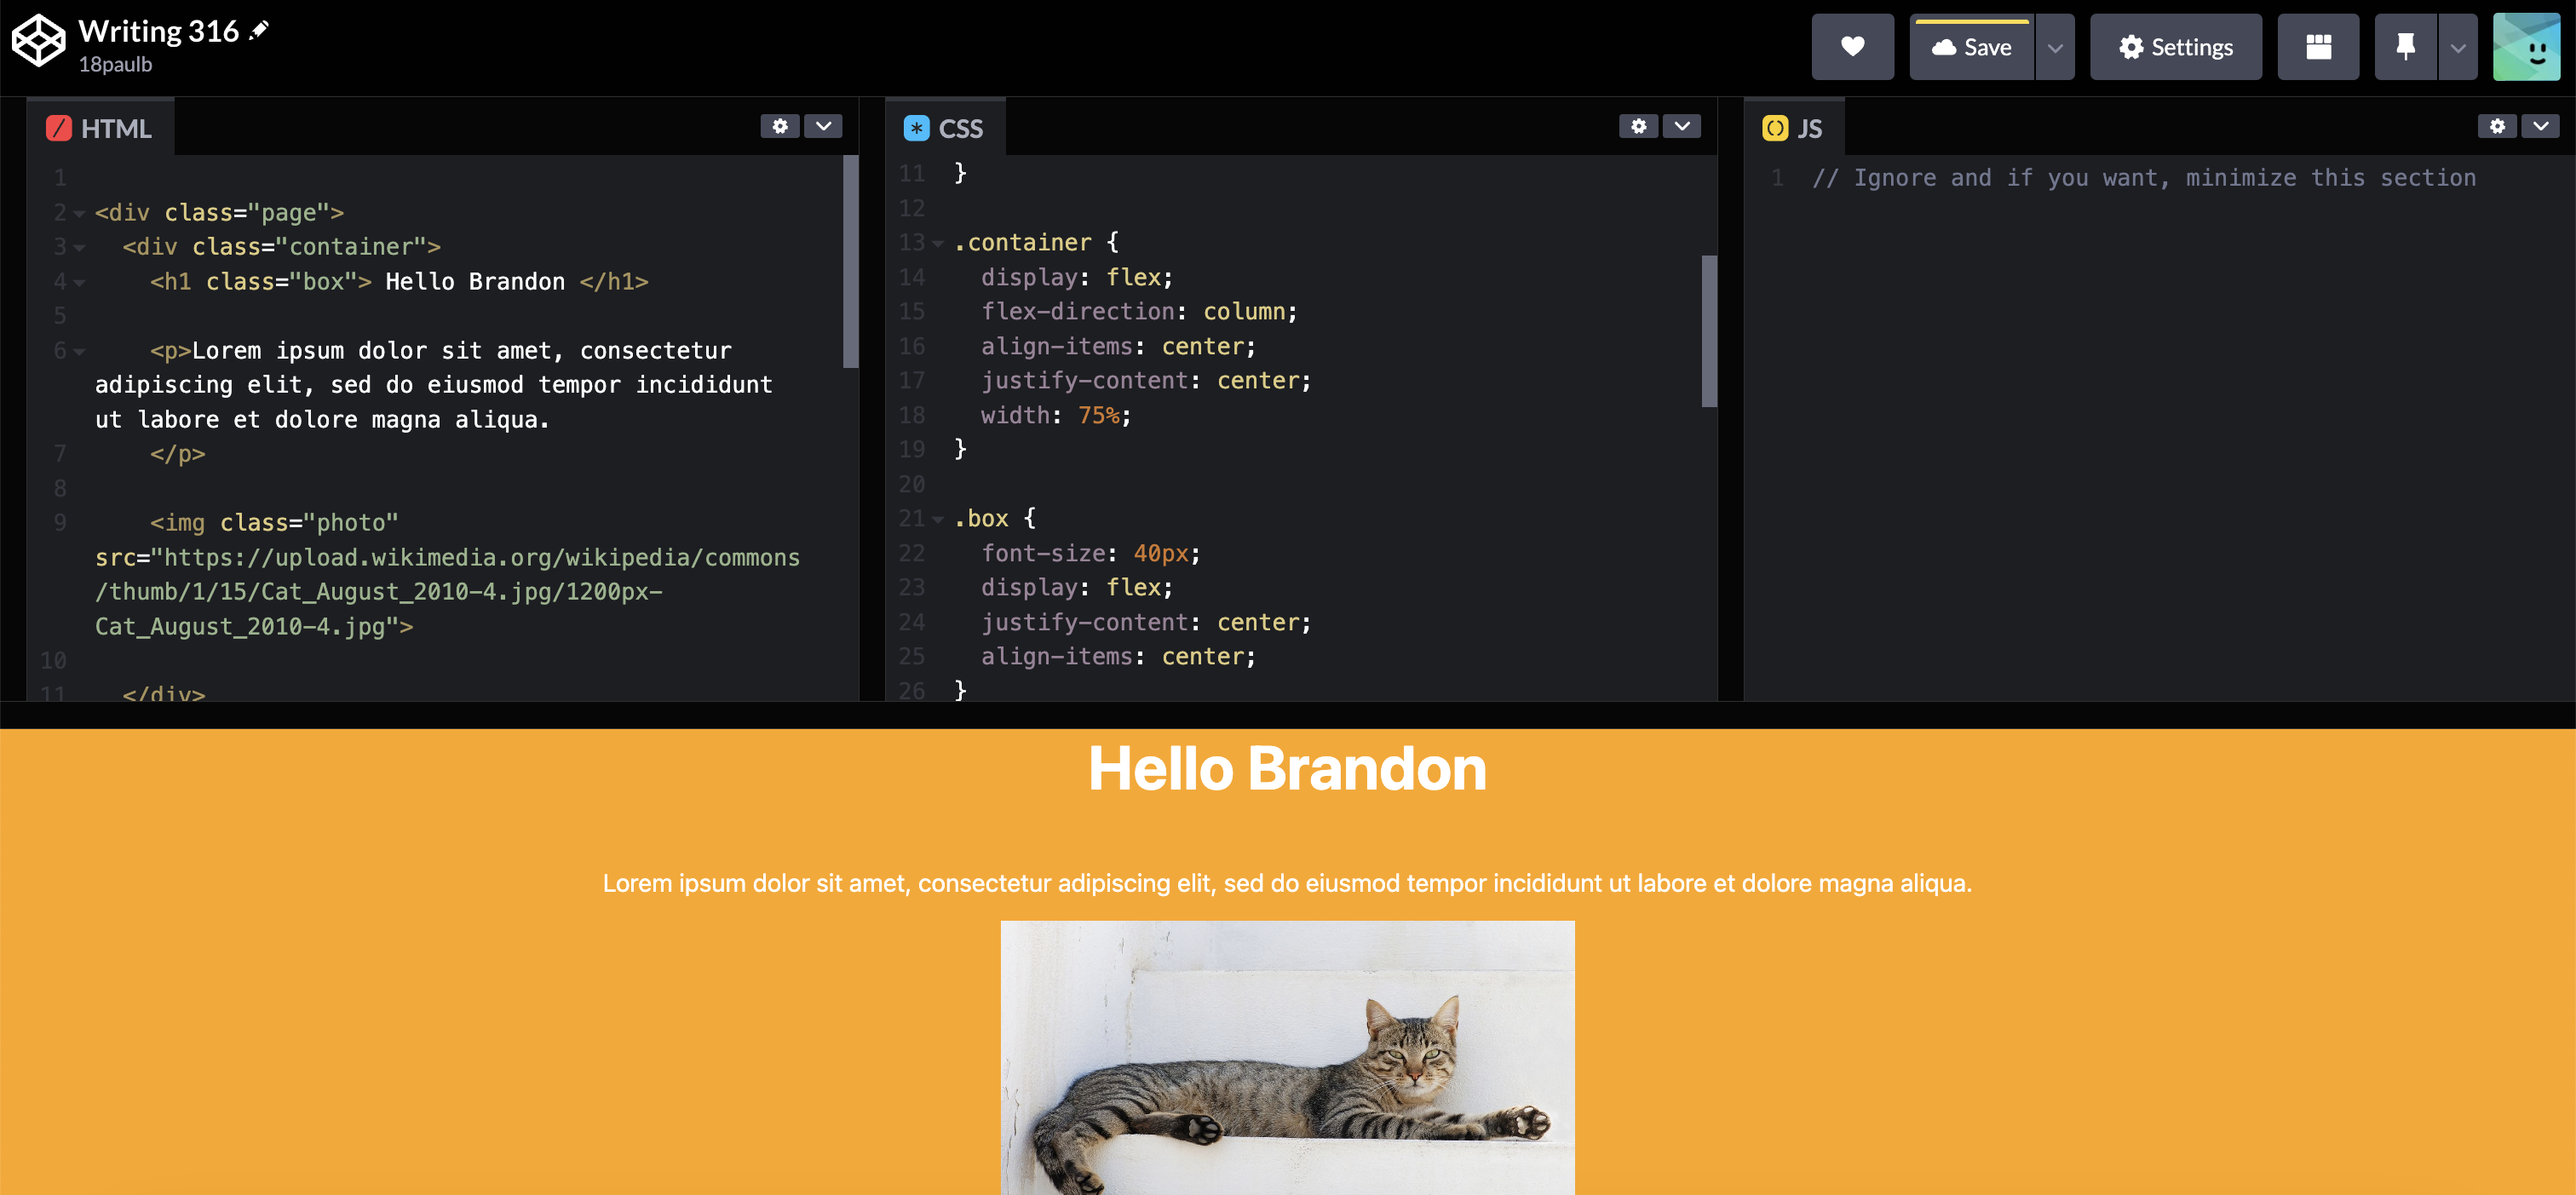 Writing 316
18paulb
Save
Settings
HTML
1
2 <div class="page">
3 <div class="container">
4 <h1 class="box"> Hello Brandon </h1>
5
6 <p>Lorem ipsum dolor sit amet, consectetur
adipiscing elit, sed do eiusmod tempor incididunt
ut labore et dolore magna aliqua.
7 </p>
8
9 <img class="photo"
src="https://upload.wikimedia.org/wikipedia/commons
/thumb/1/15/Cat_August_2010-4.jpg/1200px-
Cat_August_2010-4.jpg">
10
11 </div>
CSS
11 }
12
13 .container {
14 display: flex;
15 flex-direction: column;
16 align-items: center;
17 justify-content: center;
18 width: 75%;
19 }
20
21 .box {
22 font-size: 40px;
23 display: flex;
24 justify-content: center;
25 align-items: center;
26 }
JS
1 // Ignore and if you want, minimize this section
Hello Brandon
Lorem ipsum dolor sit amet, consectetur adipiscing elit, sed do eiusmod tempor incididunt ut labore et dolore magna aliqua.